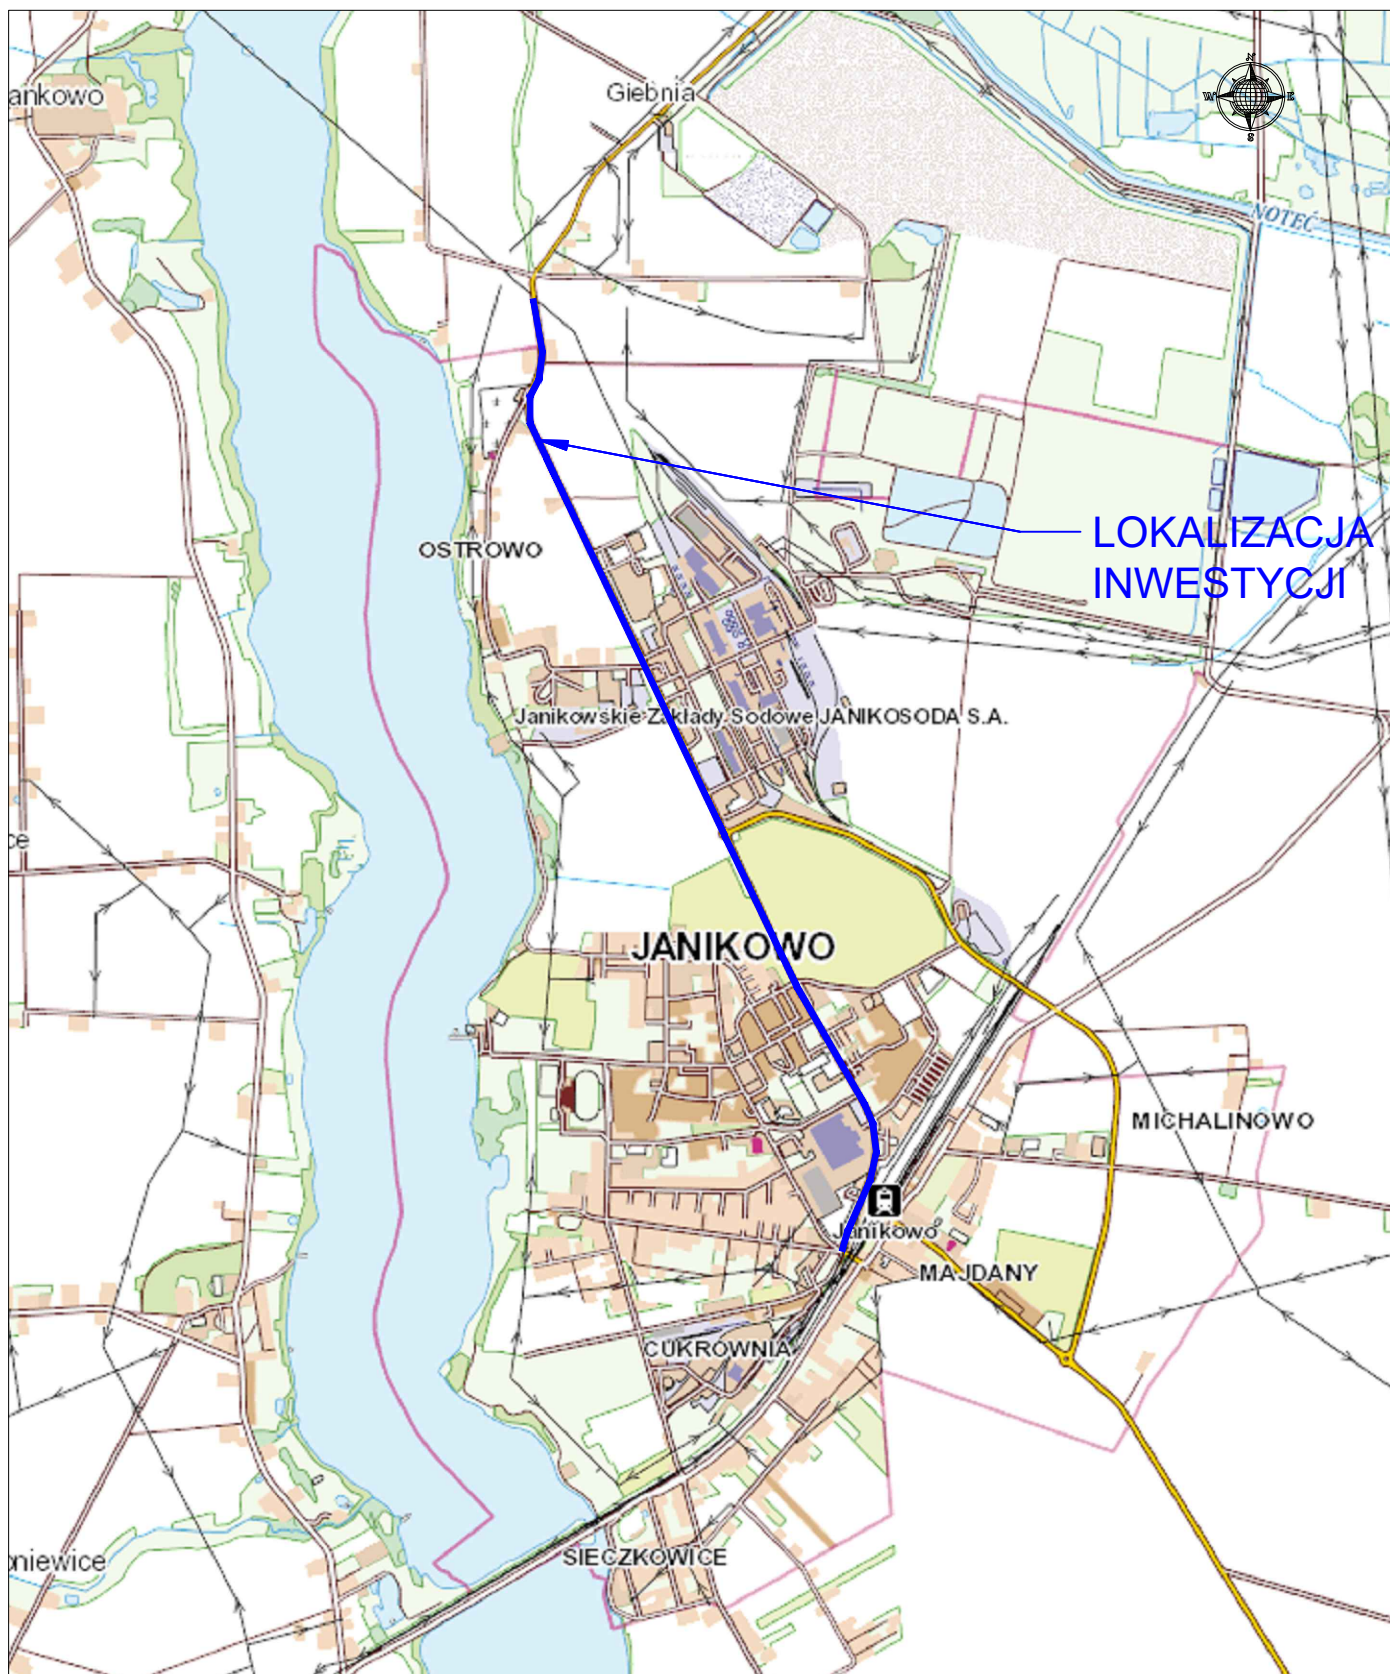 ankowo
Giebnia
N
W
E
S
NOTEĆ
LOKALIZACJA
INWESTYCJI
OSTROWO
Janikowskie Zakłady Sodowe JANIKOSODA S.A.
ce
JANIKOWO
MICHALINOWO
Janikowo
MAJDANY
CUKROWNIA
SIECZKOWICE
niewice